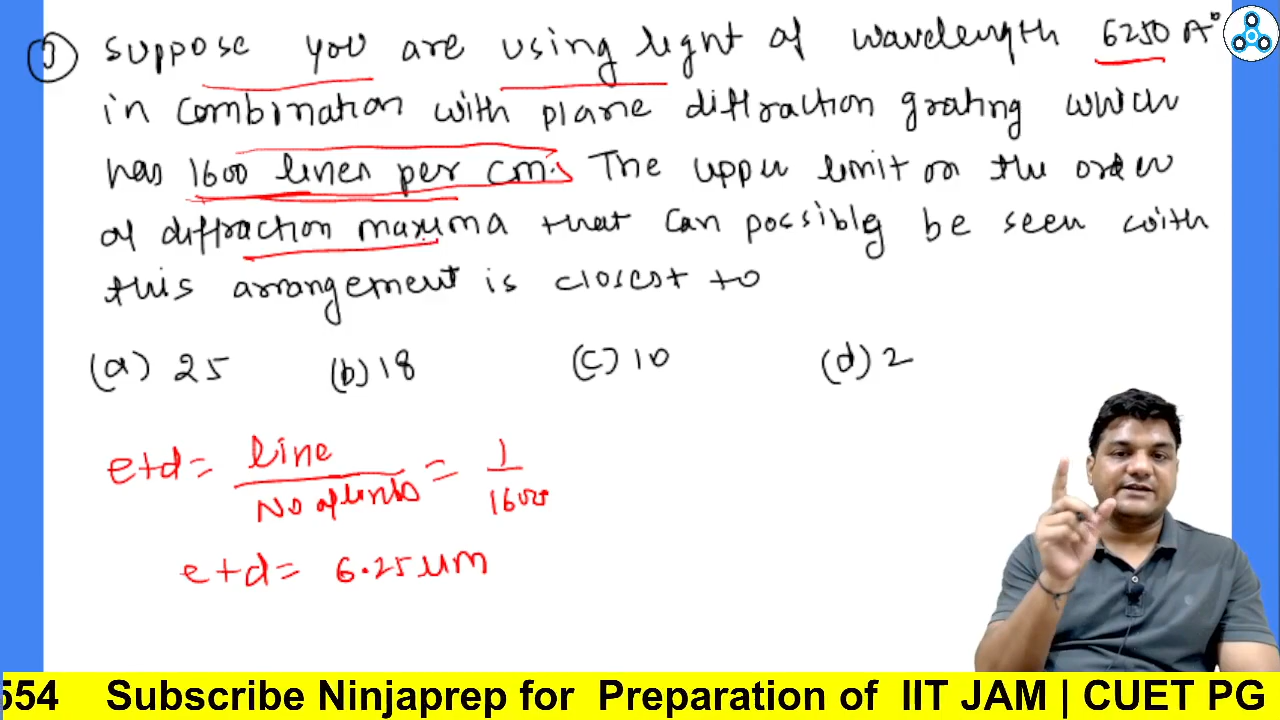 ① Suppose you are using light of wavelength 6250 A°
in combination with plane diffraction grating which
has 1600 lines per cm. The upper limit on the order
of diffraction maxima that can possibly be seen with
this arrangement is closest to
(a) 25 (b) 18 (c) 10 (d) 2
e+d = line / No of lines = 1 / 1600
e+d = 6.25 μm
554 Subscribe Ninjaprep for Preparation of IIT JAM | CUET PG